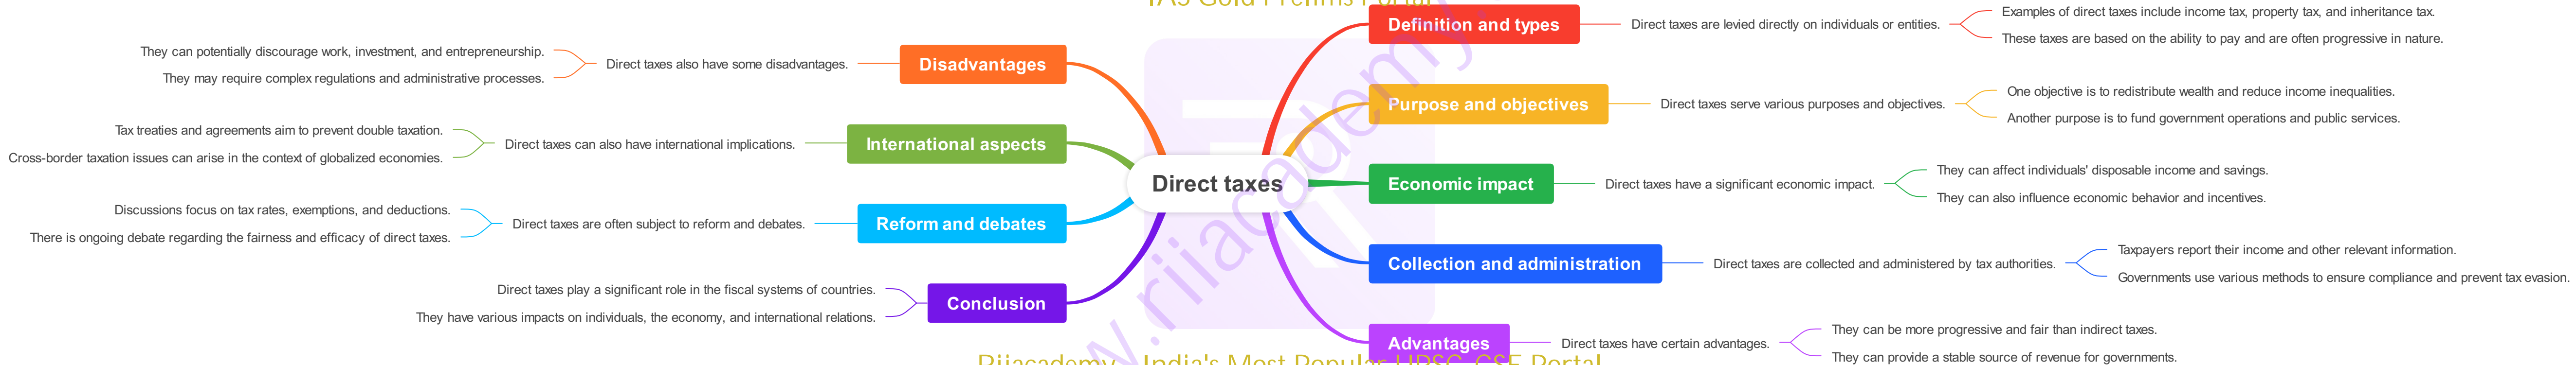 IAS Gold Prelims Portal
Direct taxes
Definition and types
Direct taxes are levied directly on individuals or entities.
Examples of direct taxes include income tax, property tax, and inheritance tax.
These taxes are based on the ability to pay and are often progressive in nature.
Purpose and objectives
Direct taxes serve various purposes and objectives.
One objective is to redistribute wealth and reduce income inequalities.
Another purpose is to fund government operations and public services.
Economic impact
Direct taxes have a significant economic impact.
They can affect individuals' disposable income and savings.
They can also influence economic behavior and incentives.
Collection and administration
Direct taxes are collected and administered by tax authorities.
Taxpayers report their income and other relevant information.
Governments use various methods to ensure compliance and prevent tax evasion.
Advantages
Direct taxes have certain advantages.
They can be more progressive and fair than indirect taxes.
They can provide a stable source of revenue for governments.
Disadvantages
Direct taxes also have some disadvantages.
They can potentially discourage work, investment, and entrepreneurship.
They may require complex regulations and administrative processes.
International aspects
Direct taxes can also have international implications.
Tax treaties and agreements aim to prevent double taxation.
Cross-border taxation issues can arise in the context of globalized economies.
Reform and debates
Direct taxes are often subject to reform and debates.
Discussions focus on tax rates, exemptions, and deductions.
There is ongoing debate regarding the fairness and efficacy of direct taxes.
Conclusion
Direct taxes play a significant role in the fiscal systems of countries.
They have various impacts on individuals, the economy, and international relations.
w.rijiacademy.
India's Most Popular UPSC CSE Portal